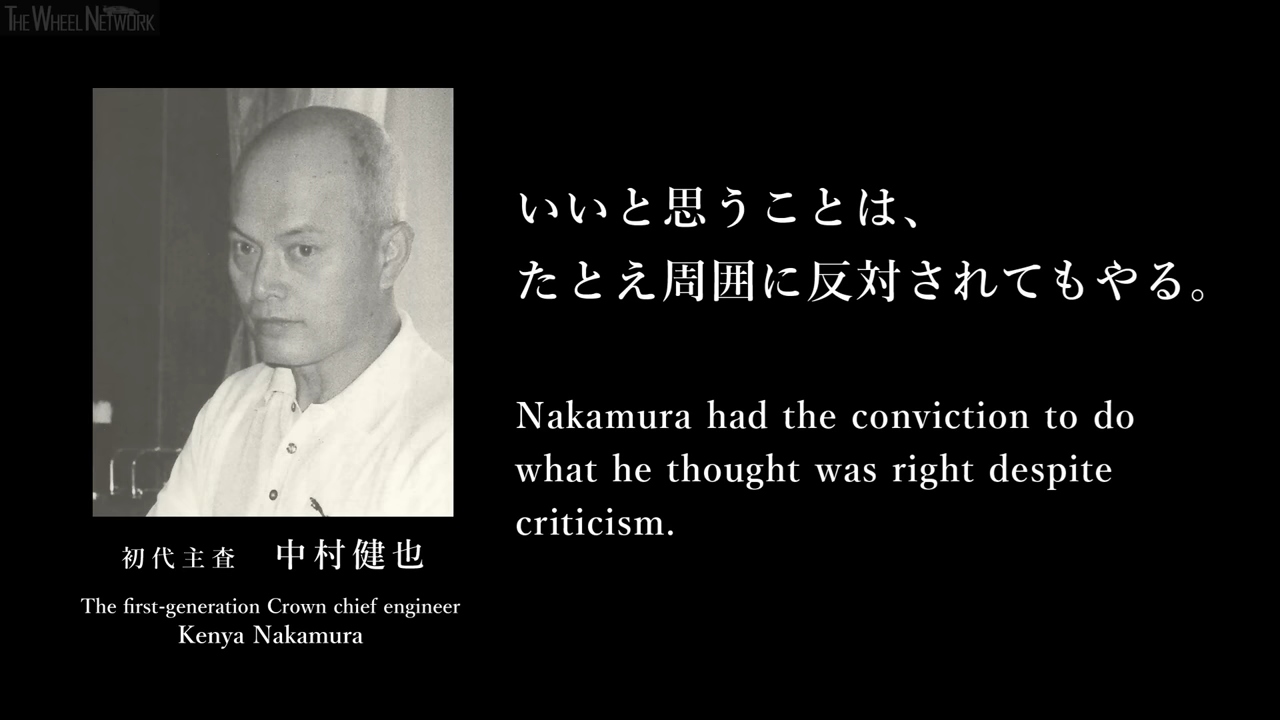 THE WHEEL NETWORK
いいと思うことは、
たとえ周囲に反対されてもやる。
Nakamura had the conviction to do
what he thought was right despite
criticism.
初代主査 中村健也
The first-generation Crown chief engineer
Kenya Nakamura